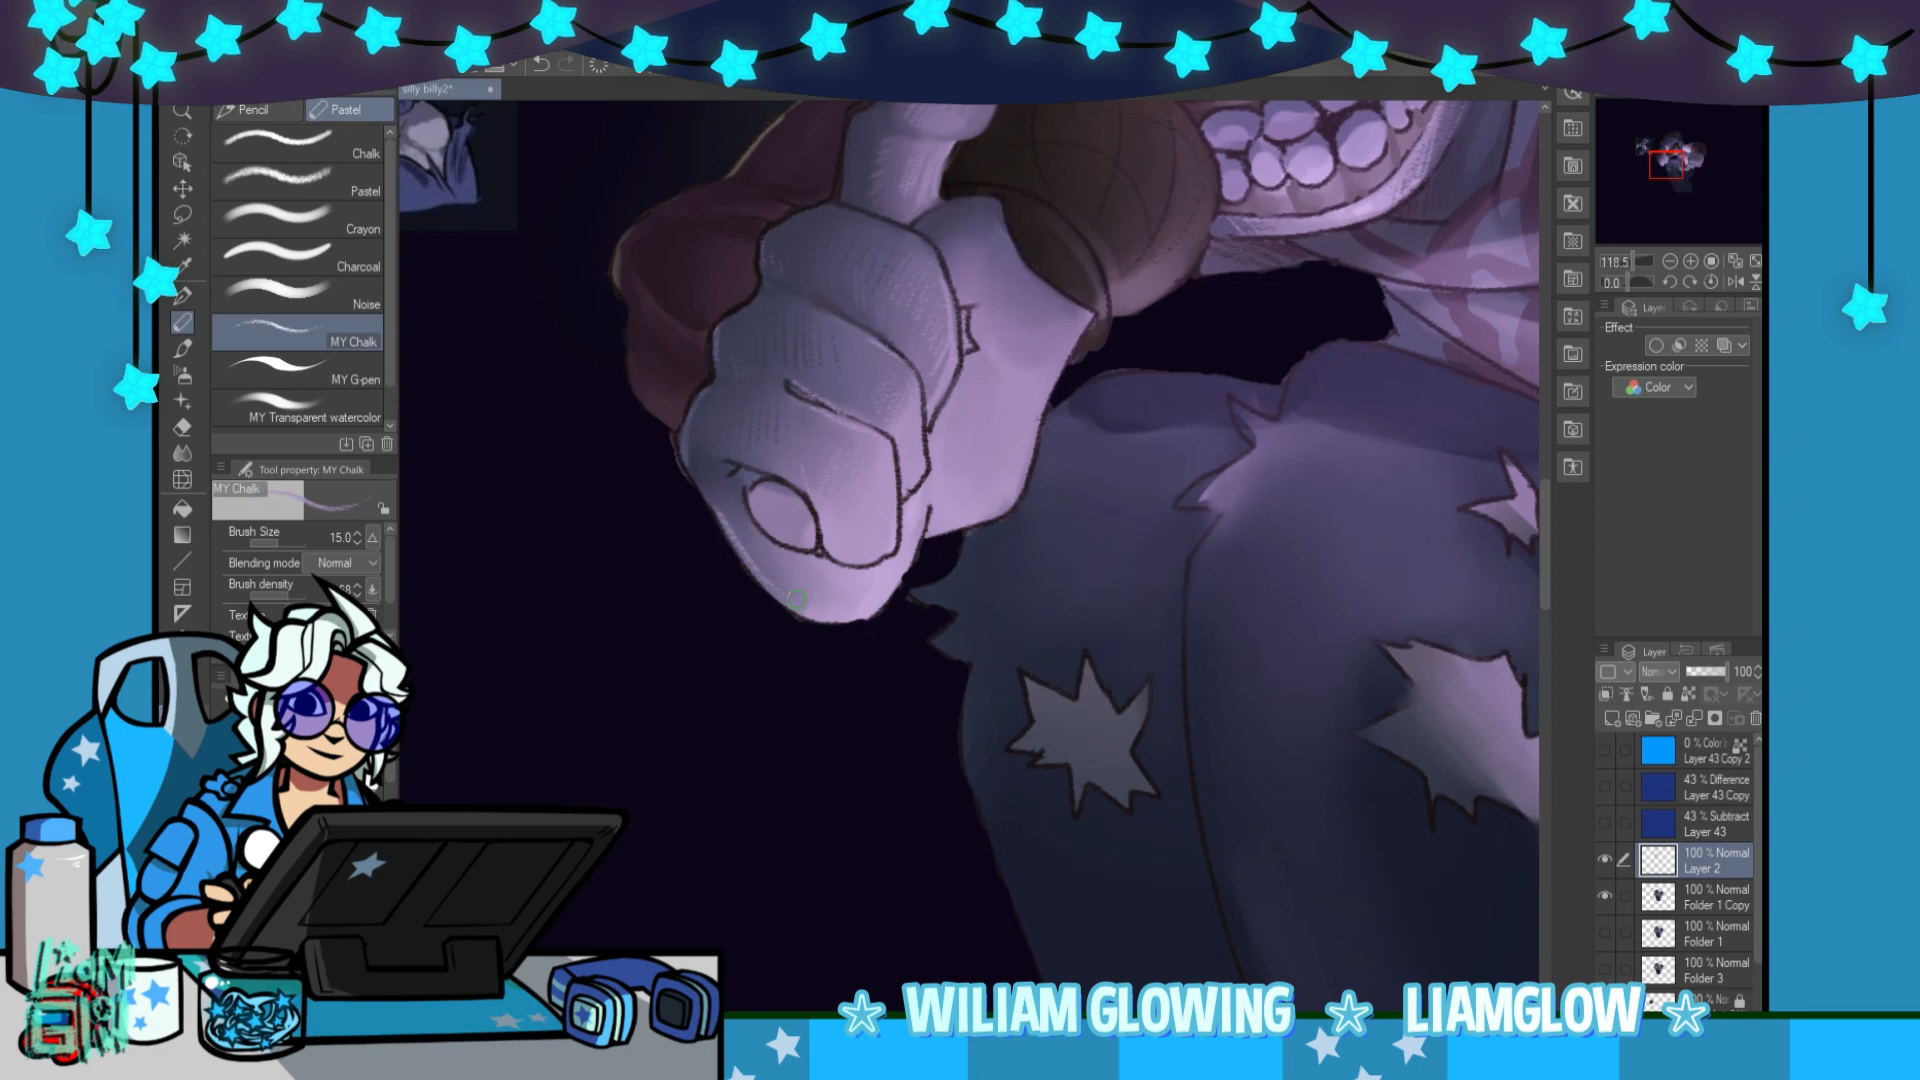 silly billy2*
Pencil
Pastel
Chalk
Pastel
Crayon
Charcoal
Noise
MY Chalk
MY G-pen
MY Transparent watercolor
Tool property: MY Chalk
MY Chalk
Brush Size
15.0
Blending mode
Normal
Brush density
118.5
0.0
Layer
Effect
Expression color
Color
Layer
100
Layer 43 Copy 2
43 % Difference
Layer 43 Copy
43 % Subtract
Layer 43
100 % Normal
Layer 2
100 % Normal
Folder 1 Copy
100 % Normal
Folder 1
100 % Normal
Folder 3
WILIAM GLOWING
LIAMGLOW